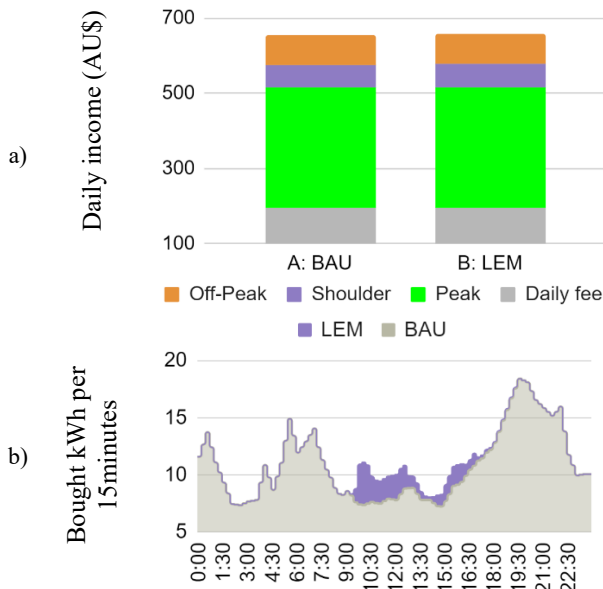 a)
Daily income (AU$)
700
500
300
100
A: BAU
B: LEM
Off-Peak Shoulder Peak Daily fee
LEM BAU
b)
Bought kWh per
15minutes
20
15
10
5
0:00
1:30
3:00
4:30
6:00
7:30
9:00
10:30
12:00
13:30
15:00
16:30
18:00
19:30
21:00
22:30